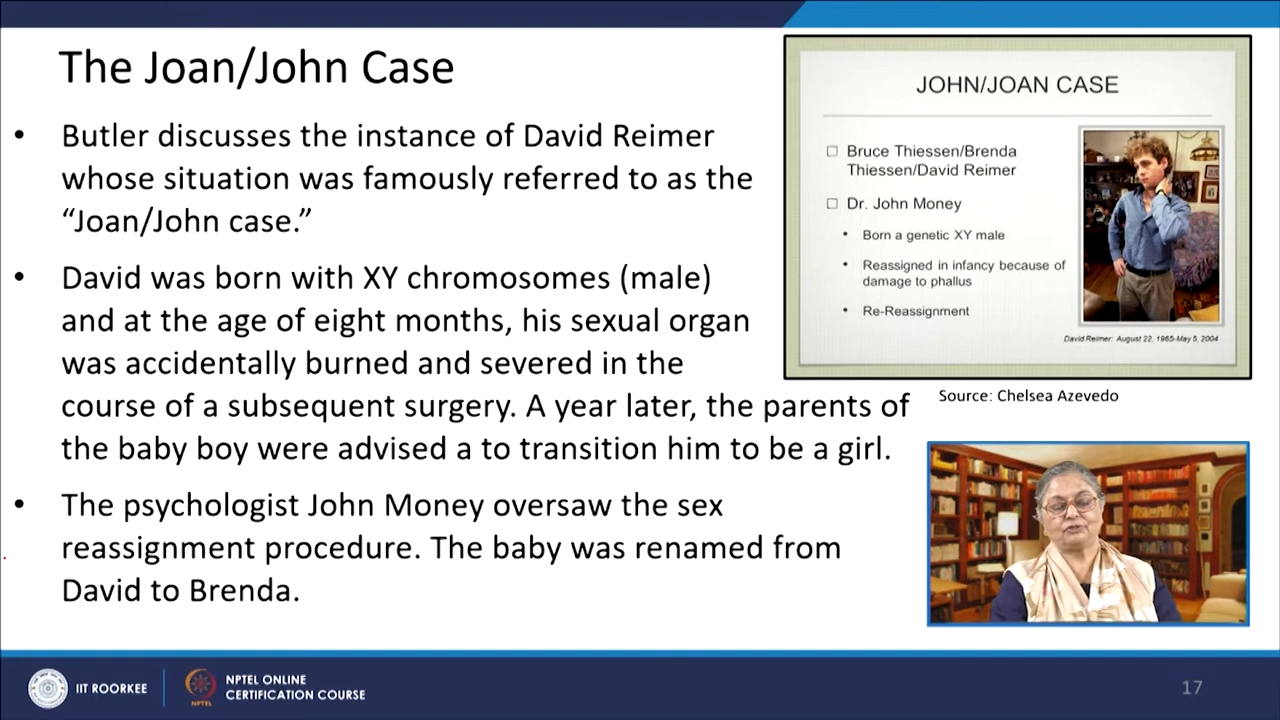 The Joan/John Case
• Butler discusses the instance of David Reimer
whose situation was famously referred to as the
“Joan/John case.”
• David was born with XY chromosomes (male)
and at the age of eight months, his sexual organ
was accidentally burned and severed in the
course of a subsequent surgery. A year later, the parents of
the baby boy were advised a to transition him to be a girl.
• The psychologist John Money oversaw the sex
reassignment procedure. The baby was renamed from
David to Brenda.
JOHN/JOAN CASE
□ Bruce Thiessen/Brenda
Thiessen/David Reimer
□ Dr. John Money
• Born a genetic XY male
• Reassigned in infancy because of
damage to phallus
• Re-Reassignment
David Reimer: August 22, 1965-May 5, 2004
Source: Chelsea Azevedo
IIT ROORKEE
NPTEL
NPTEL ONLINE
CERTIFICATION COURSE
17